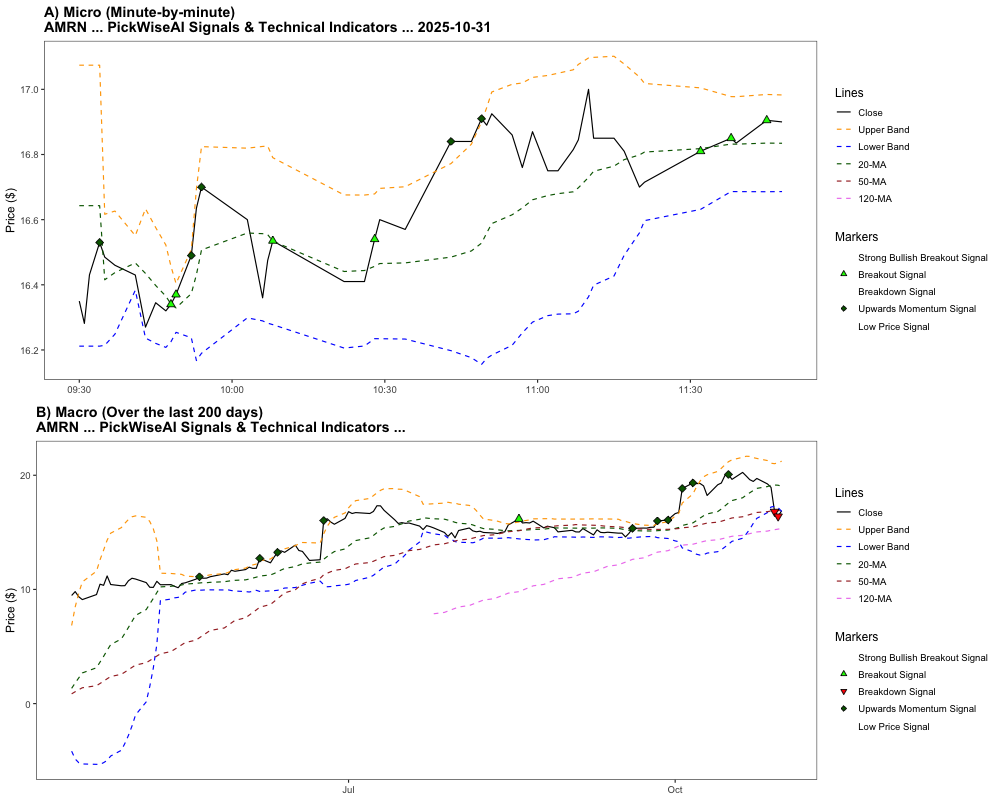 A) Micro (Minute-by-minute)
AMRN ... PickWiseAI Signals & Technical Indicators ... 2025-10-31
Price ($)
17.0
16.8
16.6
16.4
16.2
09:30
10:00
10:30
11:00
11:30
Lines
Close
Upper Band
Lower Band
20-MA
50-MA
120-MA
Markers
Strong Bullish Breakout Signal
Breakout Signal
Breakdown Signal
Upwards Momentum Signal
Low Price Signal
B) Macro (Over the last 200 days)
AMRN ... PickWiseAI Signals & Technical Indicators ...
Price ($)
20
10
0
Jul
Oct
Lines
Close
Upper Band
Lower Band
20-MA
50-MA
120-MA
Markers
Strong Bullish Breakout Signal
Breakout Signal
Breakdown Signal
Upwards Momentum Signal
Low Price Signal